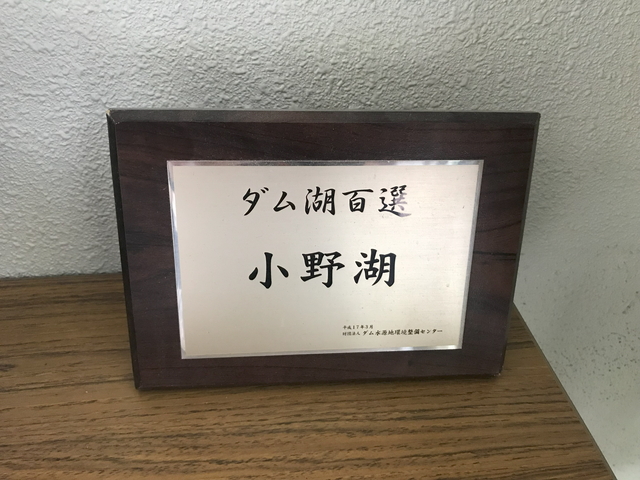 ダム湖百選
小野湖
平成17年3月
財団法人 ダム水源地環境整備センター